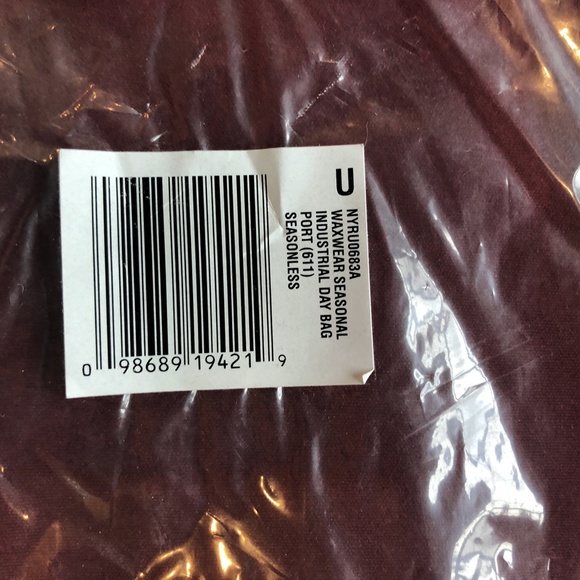 U
NYRU0683A
WAXWEAR SEASONAL
INDUSTRIAL DAY BAG
PORT (611)
SEASONLESS
0 98689 19421 9